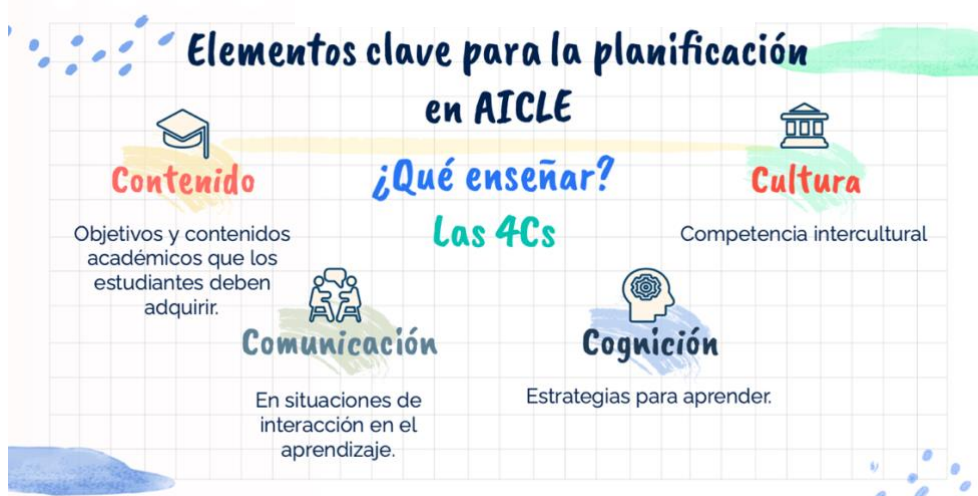 Elementos clave para la planificación
en AICLE
¿Qué enseñar?
Las 4Cs
Contenido
Objetivos y contenidos
académicos que los
estudiantes deben
adquirir.
Comunicación
En situaciones de
interacción en el
aprendizaje.
Cognición
Estrategias para aprender.
Cultura
Competencia intercultural